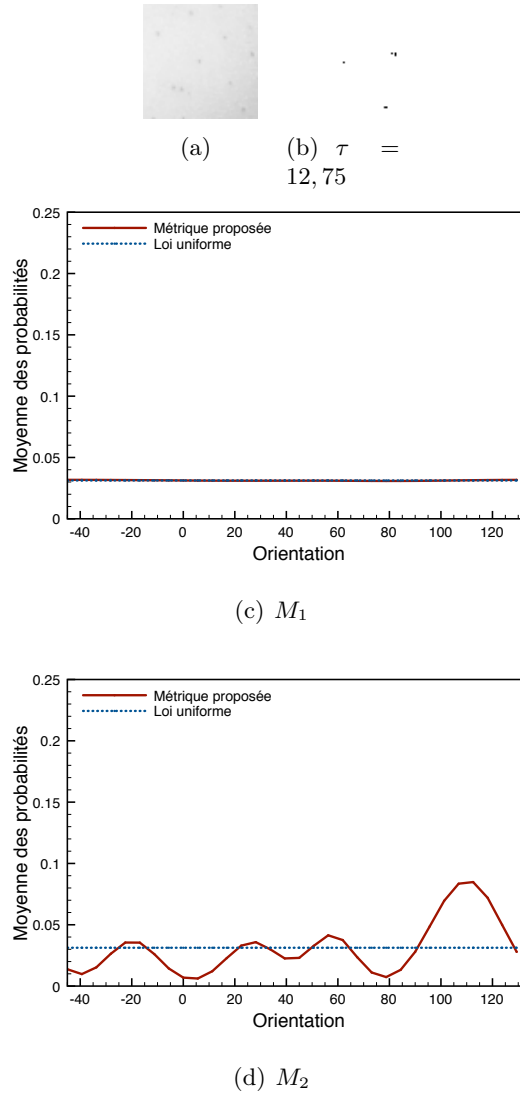 (a)
(b) τ =
12, 75
0.25
0.2
0.15
0.1
0.05
0
Moyenne des probabilités
Métrique proposée
Loi uniforme
-40 -20 0 20 40 60 80 100 120
Orientation
(c) M1
0.25
0.2
0.15
0.1
0.05
0
Moyenne des probabilités
Métrique proposée
Loi uniforme
-40 -20 0 20 40 60 80 100 120
Orientation
(d) M2